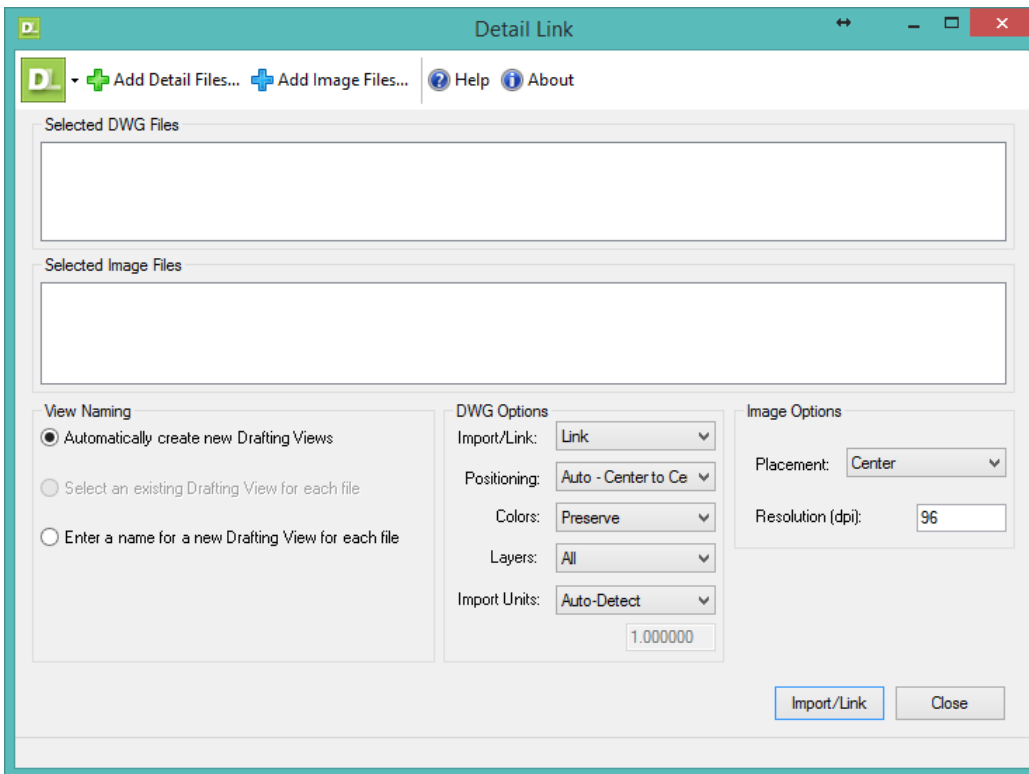 DL
Detail Link
DL Add Detail Files... Add Image Files... Help About
Selected DWG Files
Selected Image Files
View Naming
Automatically create new Drafting Views
Select an existing Drafting View for each file
Enter a name for a new Drafting View for each file
DWG Options
Import/Link: Link
Positioning: Auto - Center to Ce
Colors: Preserve
Layers: All
Import Units: Auto-Detect
1.000000
Image Options
Placement: Center
Resolution (dpi): 96
Import/Link Close